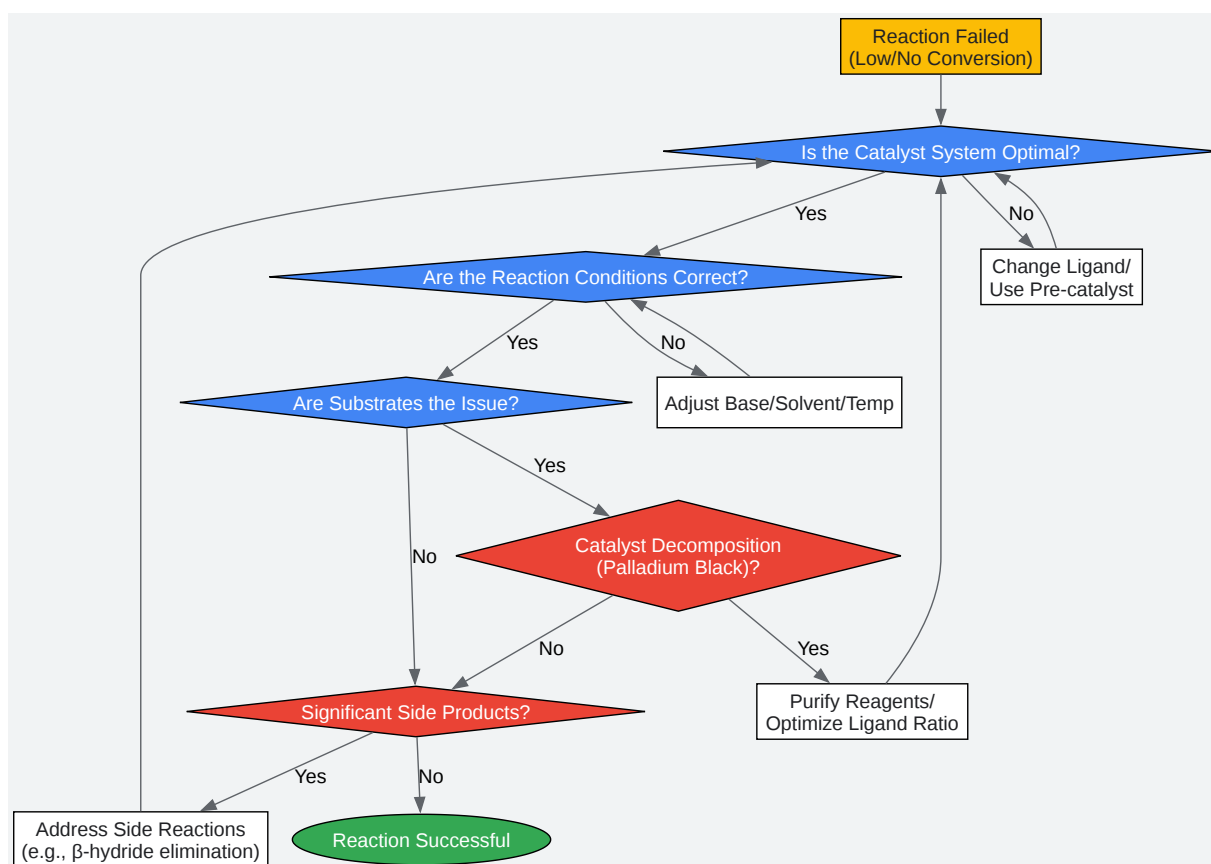 Reaction Failed
(Low/No Conversion)
Is the Catalyst System Optimal?
Yes
No
Change Ligand/
Use Pre-catalyst
Are the Reaction Conditions Correct?
Yes
No
Adjust Base/Solvent/Temp
Are Substrates the Issue?
Yes
No
Catalyst Decomposition
(Palladium Black)?
No
Yes
Purify Reagents/
Optimize Ligand Ratio
Significant Side Products?
Yes
No
Address Side Reactions
(e.g., β-hydride elimination)
Reaction Successful